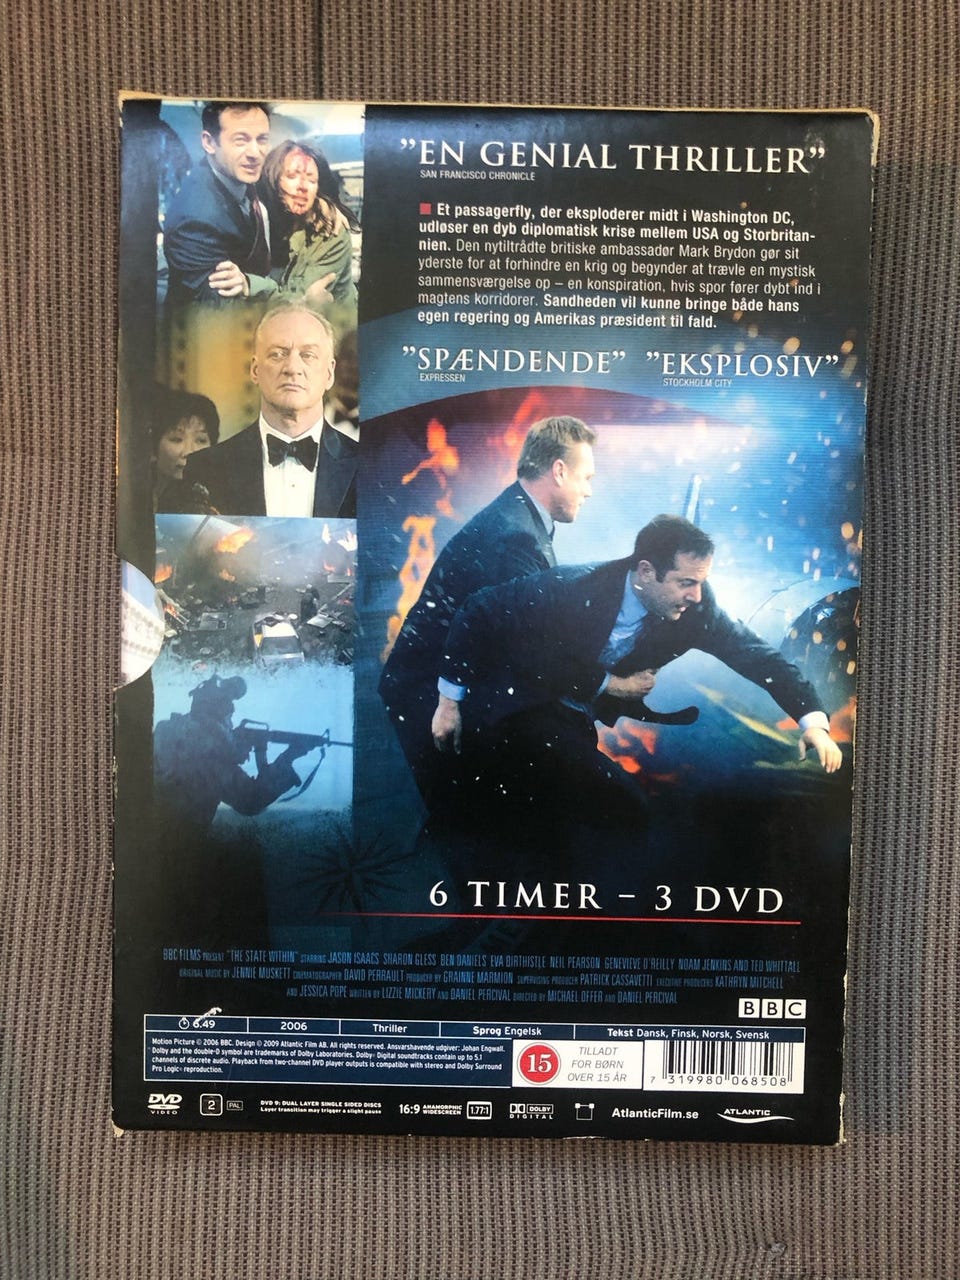 ”EN GENIAL THRILLER”
SAN FRANCISCO CHRONICLE
Et passagerfly, der eksploderer midt i Washington DC,
udløser en dyb diplomatisk krise mellem USA og Storbritan-
nien. Den nytiltrådte britiske ambassadør Mark Brydon gør sit
yderste for at forhindre en krig og begynder at trævle en mystisk
sammensværgelse op – en konspiration, hvis spor fører dybt ind i
magtens korridorer. Sandheden vil kunne bringe både hans
egen regering og Amerikas præsident til fald.
”SPÆNDENDE” ”EKSPLOSIV”
EXPRESSEN STOCKHOLM CITY
6 TIMER – 3 DVD
BBC FILMS PRESENT "THE STATE WITHIN" STARRING JASON ISAACS SHARON GLESS BEN DANIELS EVA BIRTHISTLE NEIL PEARSON GENEVIEVE O'REILLY NOAM JENKINS AND TED WHITTALL
ORIGINAL MUSIC BY JENNIE MUSKETT CINEMATOGRAPHER DAVID PERRAULT PRODUCED BY GRAINNE MARMION SUPERVISING PRODUCER PATRICK CASSAVETTI EXECUTIVE PRODUCERS KATHRYN MITCHELL
AND JESSICA POPE WRITTEN BY LIZZIE MICKERY AND DANIEL PERCIVAL DIRECTED BY MICHAEL OFFER AND DANIEL PERCIVAL
BBC
6.49 2006 Thriller Sprog Engelsk Tekst Dansk, Finsk, Norsk, Svensk
Motion Picture © 2006 BBC. Design © 2009 Atlantic Film AB. All rights reserved. Ansvarshavende udgiver: Johan Engwall.
Dolby and the double-D symbol are trademarks of Dolby Laboratories. Dolby- Digital soundtracks contain up to 5.1
channels of discrete audio. Playback from two-channel DVD player outputs is compatible with stereo and Dolby Surround
Pro Logic- reproduction.
15
TILLADT
FOR BØRN
OVER 15 ÅR
7 319980 068508
DVD
VIDEO
2 PAL
DVD 9: DUAL LAYER SINGLE SIDED DISCS
Layer transition may trigger a slight pause
16:9 ANAMORPHIC
WIDESCREEN
1.77:1
DOLBY
DIGITAL
AtlanticFilm.se
ATLANTIC